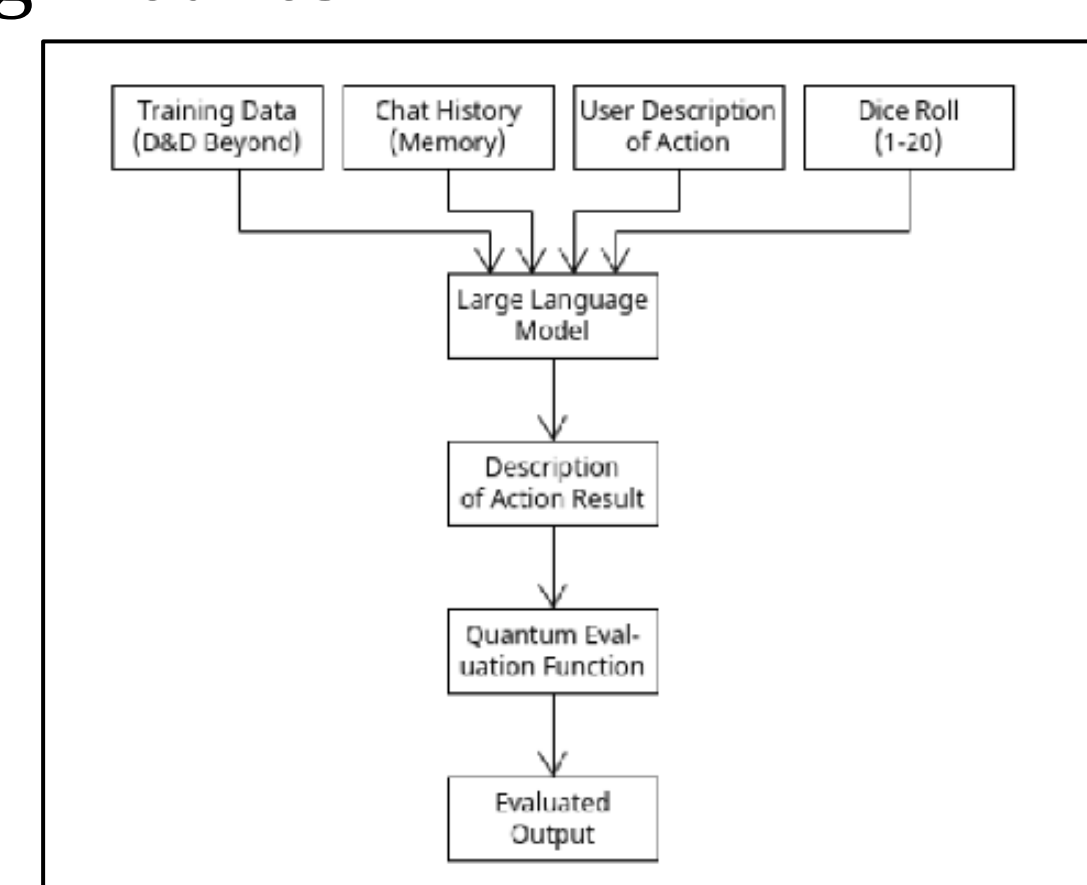 Training Data
(D&D Beyond)
Chat History
(Memory)
User Description
of Action
Dice Roll
(1-20)
Large Language
Model
Description
of Action Result
Quantum Eval-
uation Function
Evaluated
Output